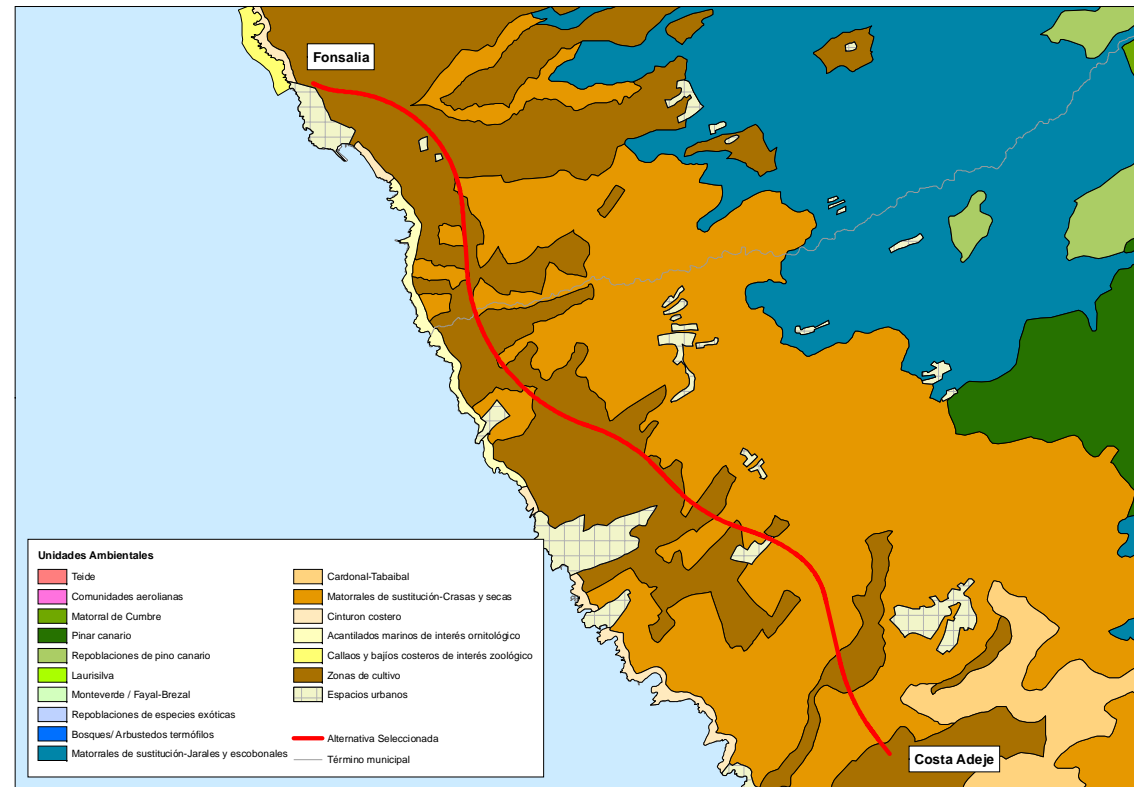 Fonsalia
Costa Adeje
Unidades Ambientales
Teide
Comunidades aerolianas
Matorral de Cumbre
Pinar canario
Repoblaciones de pino canario
Laurisilva
Monteverde / Fayal-Brezal
Repoblaciones de especies exóticas
Bosques/ Arbustedos termófilos
Matorrales de sustitución-Jarales y escobonales
Cardonal-Tabaibal
Matorrales de sustitución-Crasas y secas
Cinturon costero
Acantilados marinos de interés ornitológico
Callaos y bajíos costeros de interés zoológico
Zonas de cultivo
Espacios urbanos
Alternativa Seleccionada
Término municipal